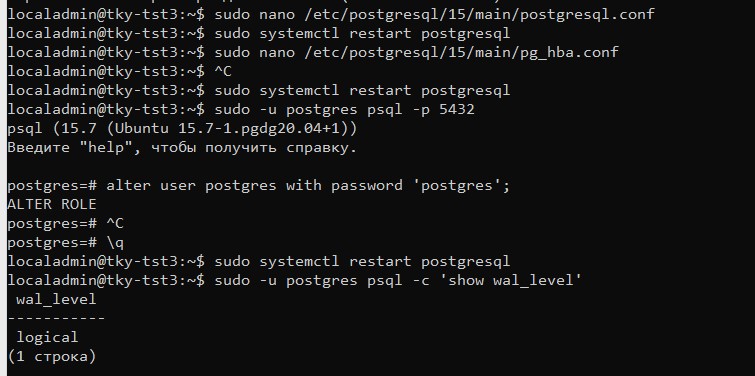 localadmin@tky-tst3:~$ sudo nano /etc/postgresql/15/main/postgresql.conf
localadmin@tky-tst3:~$ sudo systemctl restart postgresql
localadmin@tky-tst3:~$ sudo nano /etc/postgresql/15/main/pg_hba.conf
localadmin@tky-tst3:~$ ^C
localadmin@tky-tst3:~$ sudo systemctl restart postgresql
localadmin@tky-tst3:~$ sudo -u postgres psql -p 5432
psql (15.7 (Ubuntu 15.7-1.pgdg20.04+1))
Введите "help", чтобы получить справку.
postgres=# alter user postgres with password 'postgres';
ALTER ROLE
postgres=# ^C
postgres=# \q
localadmin@tky-tst3:~$ sudo systemctl restart postgresql
localadmin@tky-tst3:~$ sudo -u postgres psql -c 'show wal_level'
wal_level
-----------
logical
(1 строка)